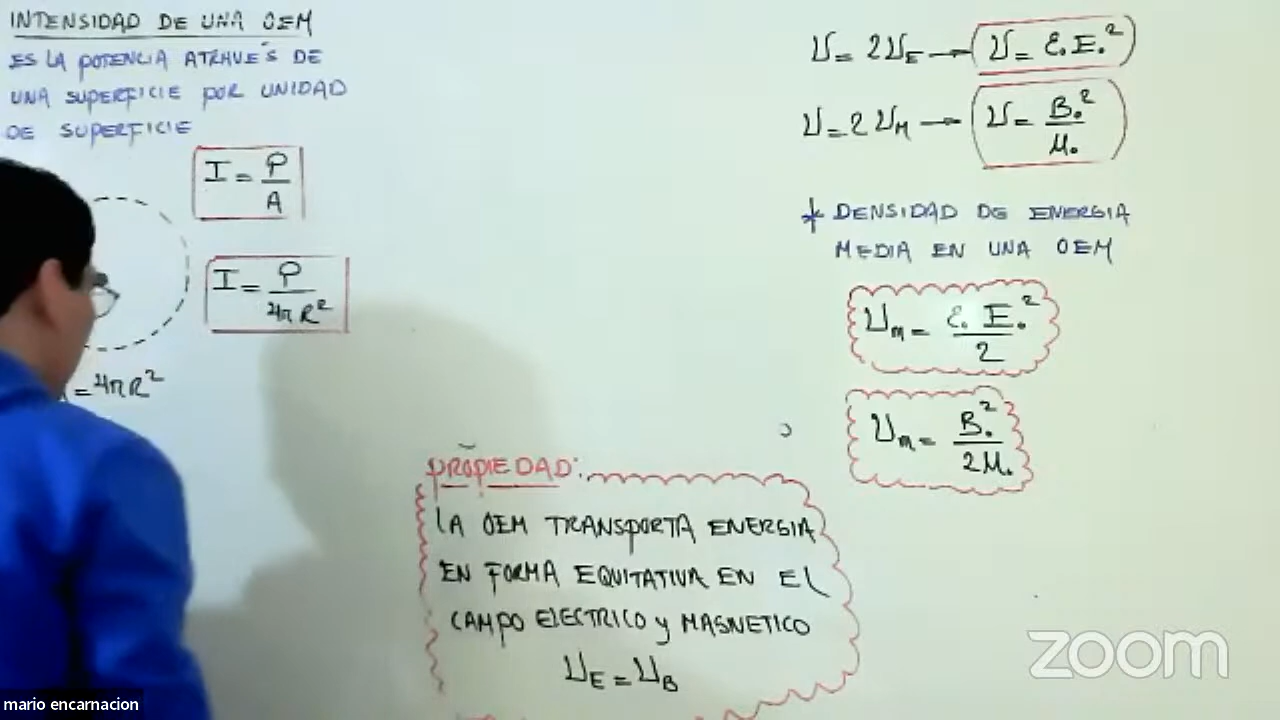 INTENSIDAD DE UNA OEM
ES LA POTENCIA ATRAVÉS DE
UNA SUPERFICIE POR UNIDAD
DE SUPERFICIE
I = P/A
I = P/4πR²
= 4πR²
U = 2U_E → U = ε₀E₀²
U = 2U_M → U = B₀²/μ₀
* DENSIDAD DE ENERGIA
MEDIA EN UNA OEM
U_m = ε₀E₀²/2
U_m = B₀²/2μ₀
PROPIEDAD:
LA OEM TRANSPORTA ENERGIA
EN FORMA EQUITATIVA EN EL
CAMPO ELECTRICO Y MAGNETICO
U_E = U_B
zoom
mario encarnacion